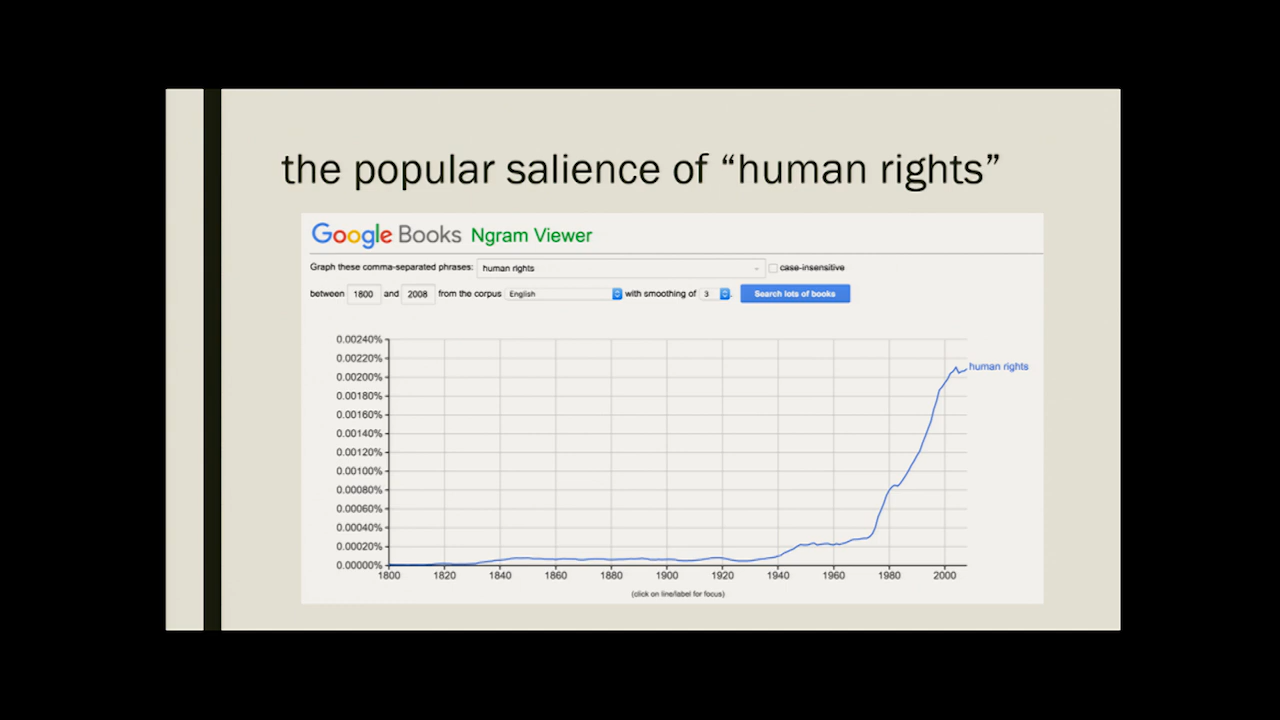 the popular salience of “human rights”
Google Books Ngram Viewer
Graph these comma-separated phrases: human rights case-insensitive
between 1800 and 2008 from the corpus English with smoothing of 3 . Search lots of books
0.00240%
0.00220%
human rights
0.00200%
0.00180%
0.00160%
0.00140%
0.00120%
0.00100%
0.00080%
0.00060%
0.00040%
0.00020%
0.00000%
1800 1820 1840 1860 1880 1900 1920 1940 1960 1980 2000
(click on line/label for focus)